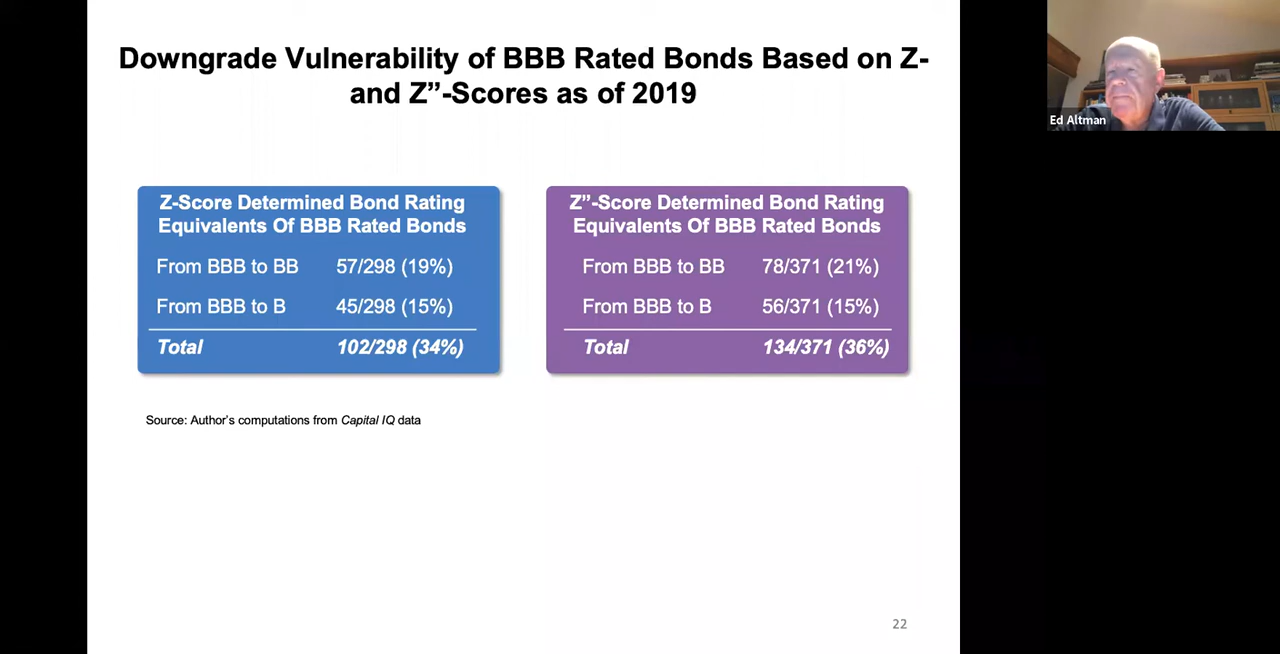 Downgrade Vulnerability of BBB Rated Bonds Based on Z-
and Z”-Scores as of 2019
Ed Altman
Z-Score Determined Bond Rating
Equivalents Of BBB Rated Bonds
From BBB to BB 57/298 (19%)
From BBB to B 45/298 (15%)
Total 102/298 (34%)
Z”-Score Determined Bond Rating
Equivalents Of BBB Rated Bonds
From BBB to BB 78/371 (21%)
From BBB to B 56/371 (15%)
Total 134/371 (36%)
Source: Author’s computations from Capital IQ data
22